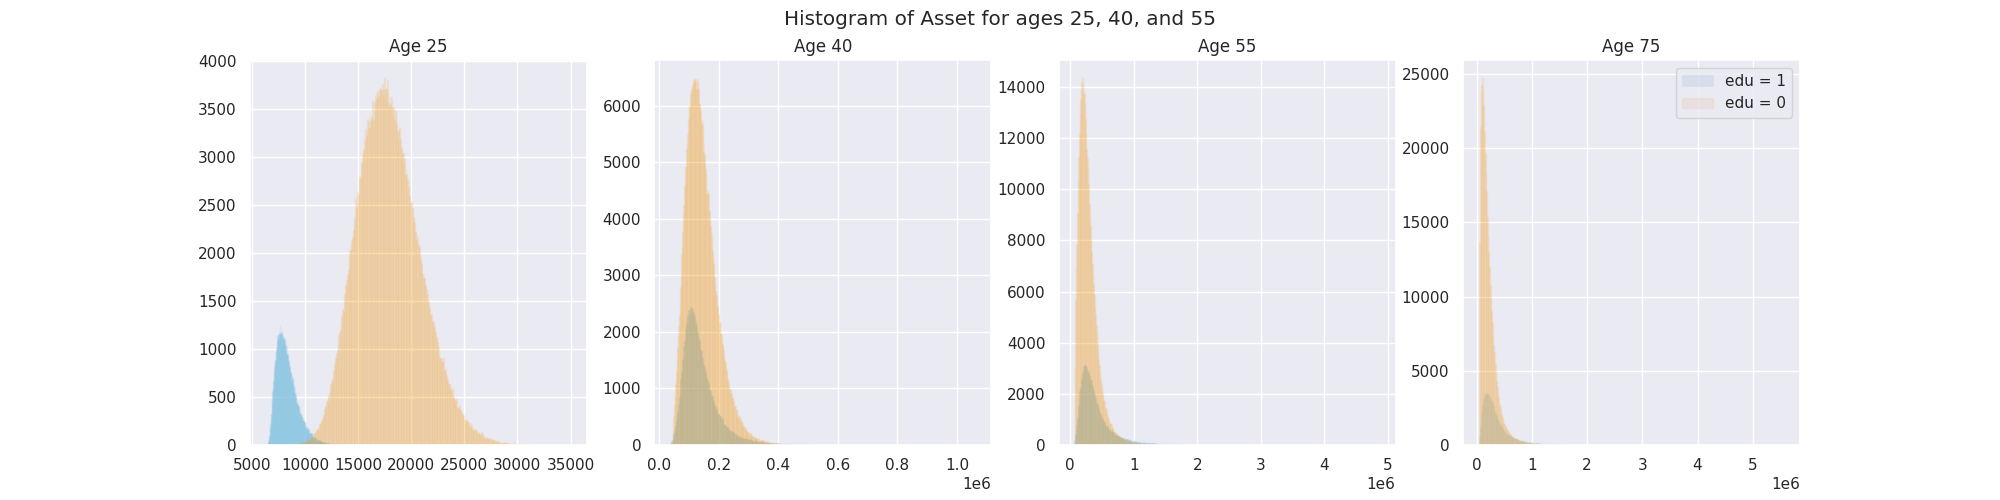 Histogram of Asset for ages 25, 40, and 55
Age 25
4000
3500
3000
2500
2000
1500
1000
500
0
5000 10000 15000 20000 25000 30000 35000
Age 40
6000
5000
4000
3000
2000
1000
0
0.0 0.2 0.4 0.6 0.8 1.0
1e6
Age 55
14000
12000
10000
8000
6000
4000
2000
0
0 1 2 3 4 5
1e6
Age 75
25000
20000
15000
10000
5000
0
0 1 2 3 4 5
1e6
edu = 1
edu = 0